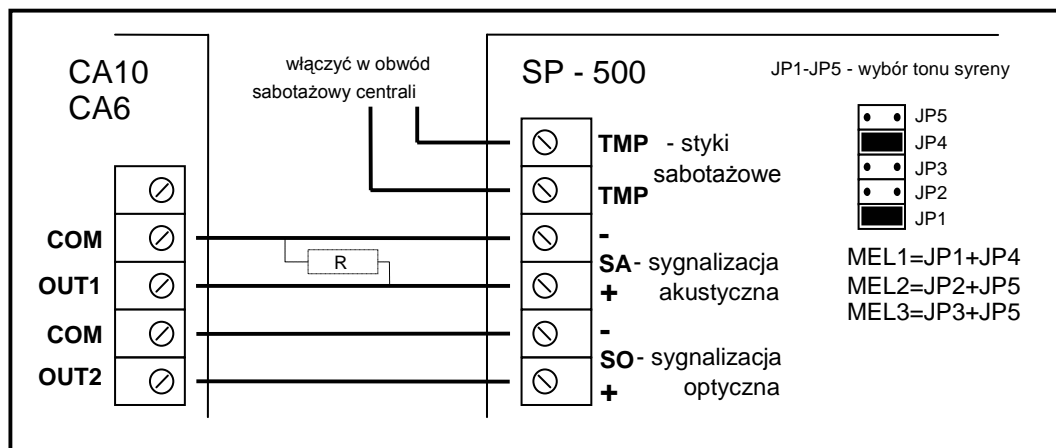 CA10
CA6
włączyć w obwód
sabotażowy centrali
SP - 500
JP1-JP5 - wybór tonu syreny
JP5
JP4
JP3
JP2
JP1
TMP - styki
sabotażowe
TMP
COM
-
R
SA- sygnalizacja
OUT1
+ akustyczna
MEL1=JP1+JP4
MEL2=JP2+JP5
MEL3=JP3+JP5
COM
-
SO- sygnalizacja
OUT2
+ optyczna